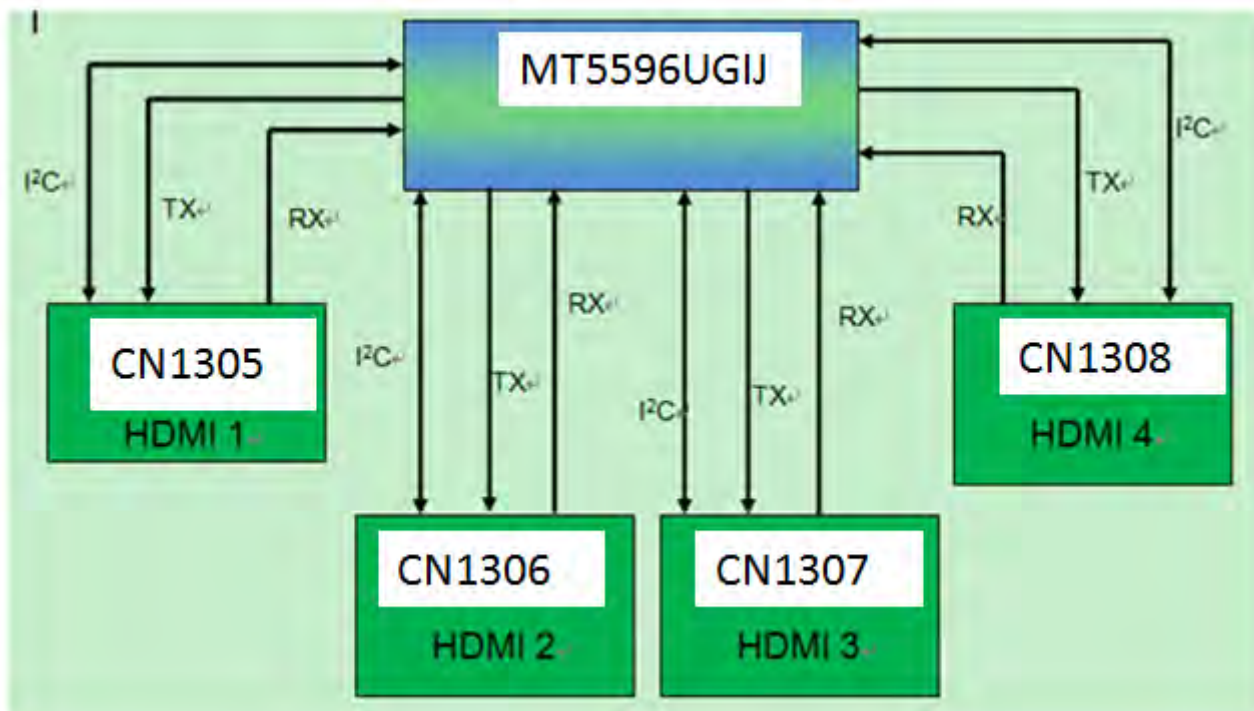 I
MT5596UGIJ
I²C
TX
RX
I²C
TX
RX
I²C
TX
RX
RX
TX
I²C
CN1305
HDMI 1
CN1306
HDMI 2
CN1307
HDMI 3
CN1308
HDMI 4